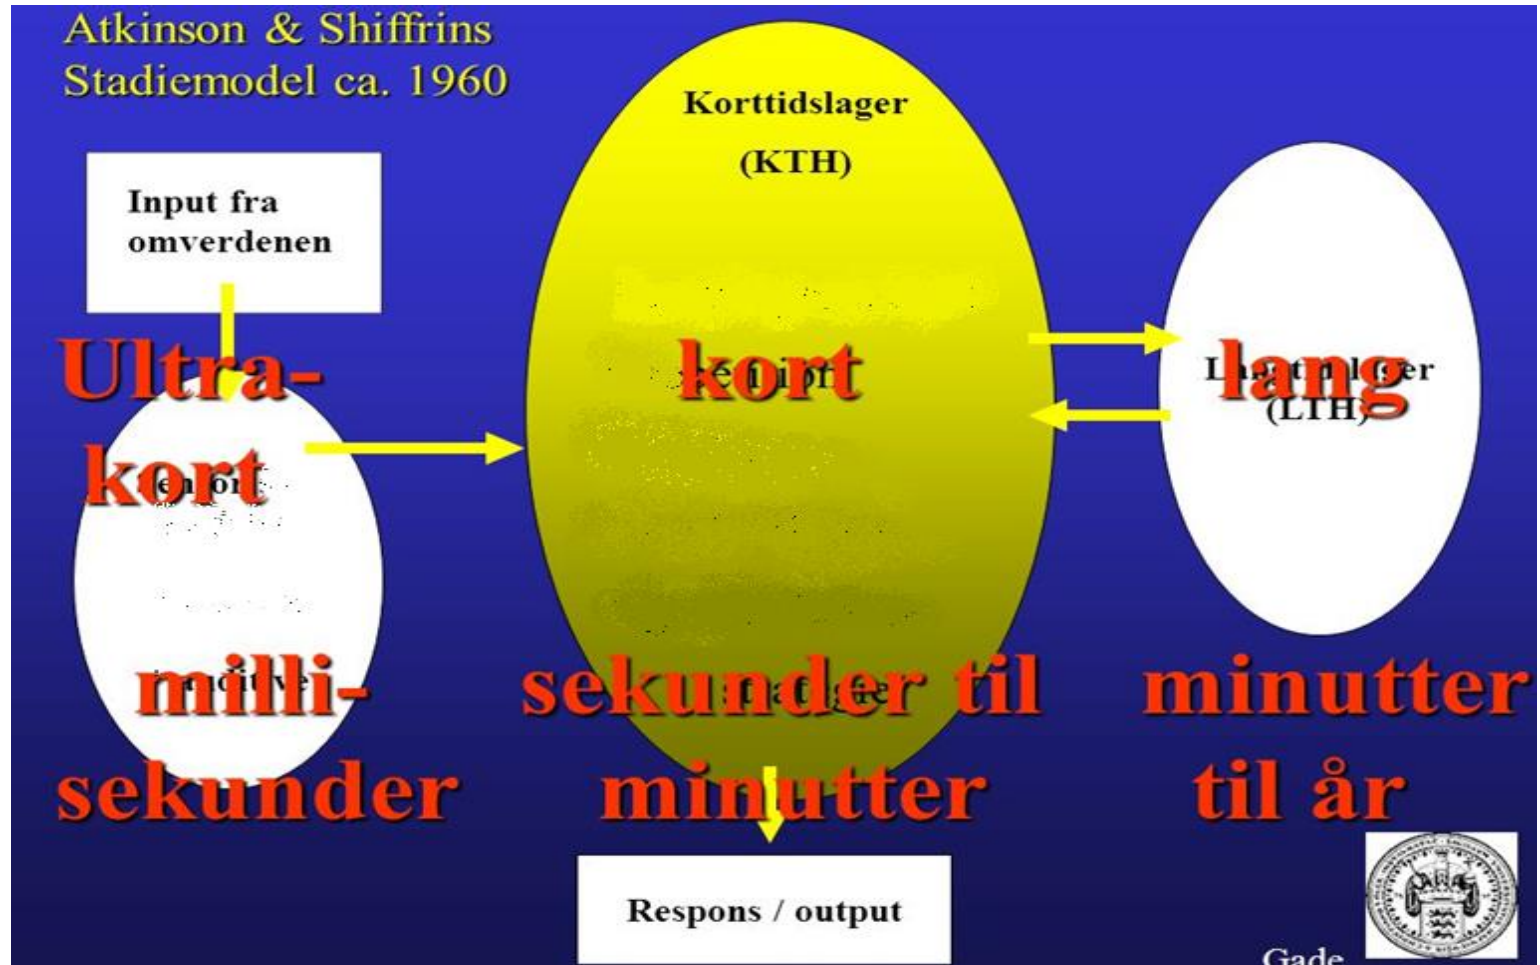 Atkinson & Shiffrins
Stadiemodel ca. 1960
Input fra
omverdenen
Korttidslager
(KTH)
Ultra-
kort
kort
lang
(LTH)
milli-
sekunder
sekunder til
minutter
minutter
til år
Respons / output
Gade